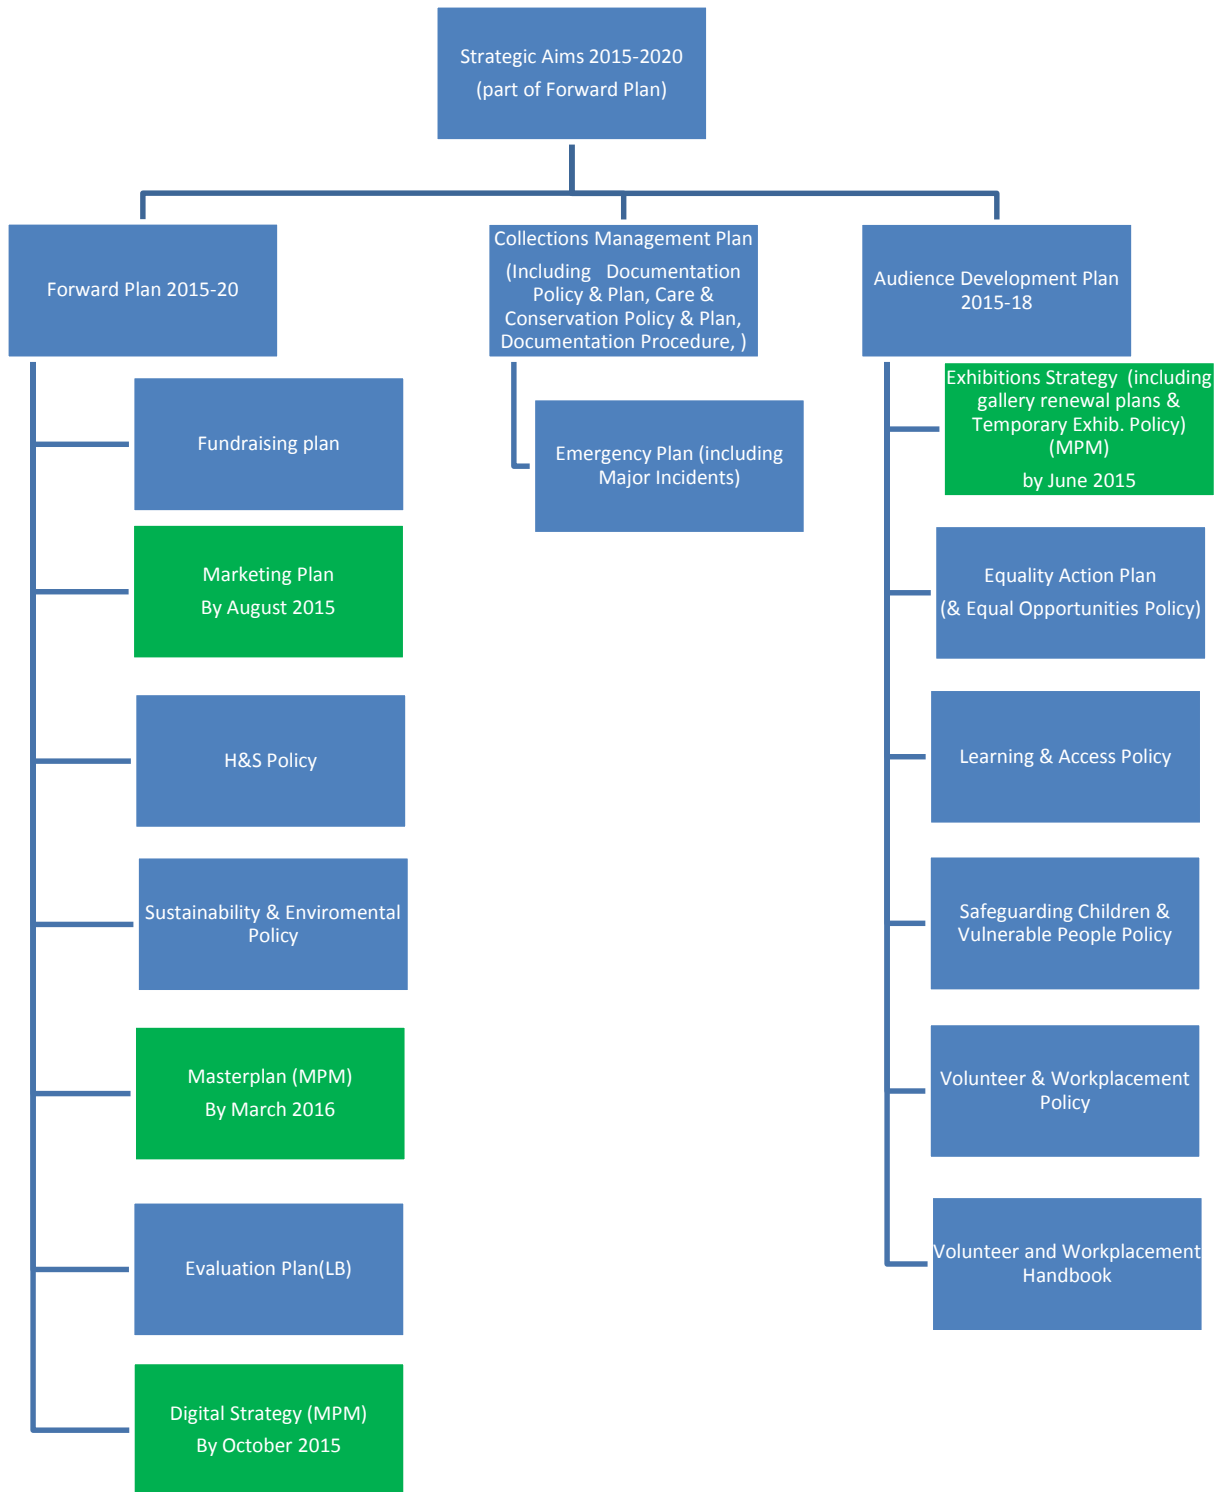 Strategic Aims 2015-2020
(part of Forward Plan)
Forward Plan 2015-20
Collections Management Plan
(Including Documentation
Policy & Plan, Care &
Conservation Policy & Plan,
Documentation Procedure, )
Audience Development Plan
2015-18
Fundraising plan
Marketing Plan
By August 2015
H&S Policy
Sustainability & Enviromental
Policy
Masterplan (MPM)
By March 2016
Evaluation Plan(LB)
Digital Strategy (MPM)
By October 2015
Emergency Plan (including
Major Incidents)
Exhibitions Strategy (including
gallery renewal plans &
Temporary Exhib. Policy)
(MPM)
by June 2015
Equality Action Plan
(& Equal Opportunities Policy)
Learning & Access Policy
Safeguarding Children &
Vulnerable People Policy
Volunteer & Workplacement
Policy
Volunteer and Workplacement
Handbook